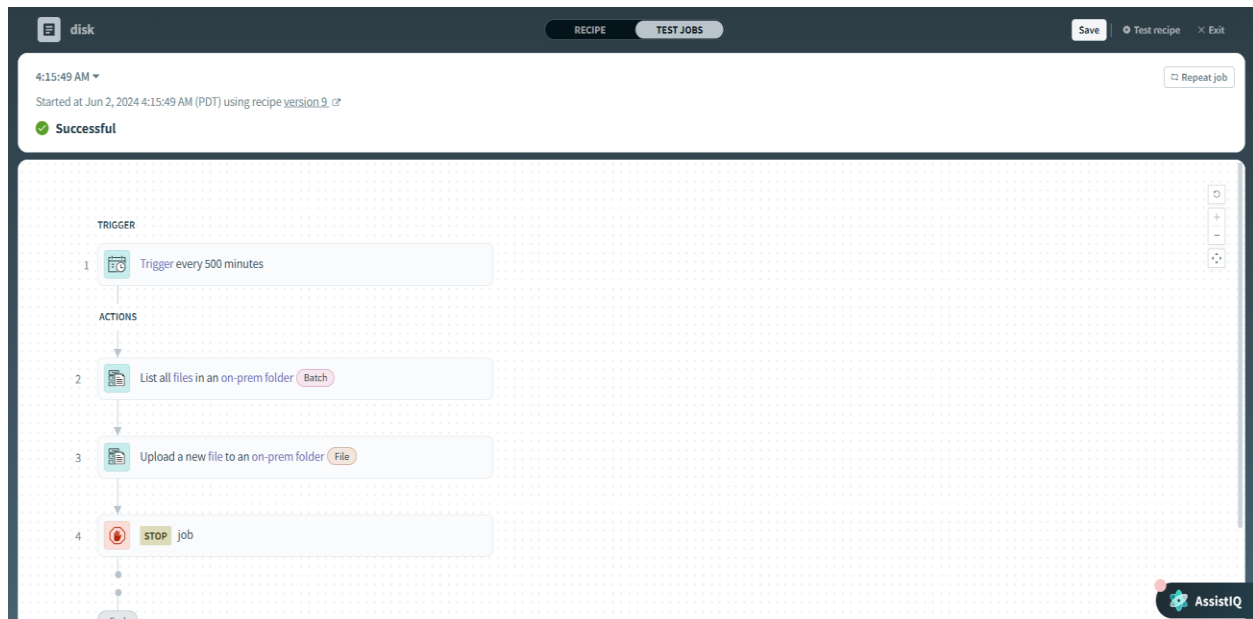 disk
RECIPE
TEST JOBS
Save
Test recipe
Exit
4:15:49 AM
Repeat job
Started at Jun 2, 2024 4:15:49 AM (PDT) using recipe version 9
Successful
TRIGGER
1 Trigger every 500 minutes
ACTIONS
2 List all files in an on-prem folder Batch
3 Upload a new file to an on-prem folder File
4 STOP job
AssistIQ